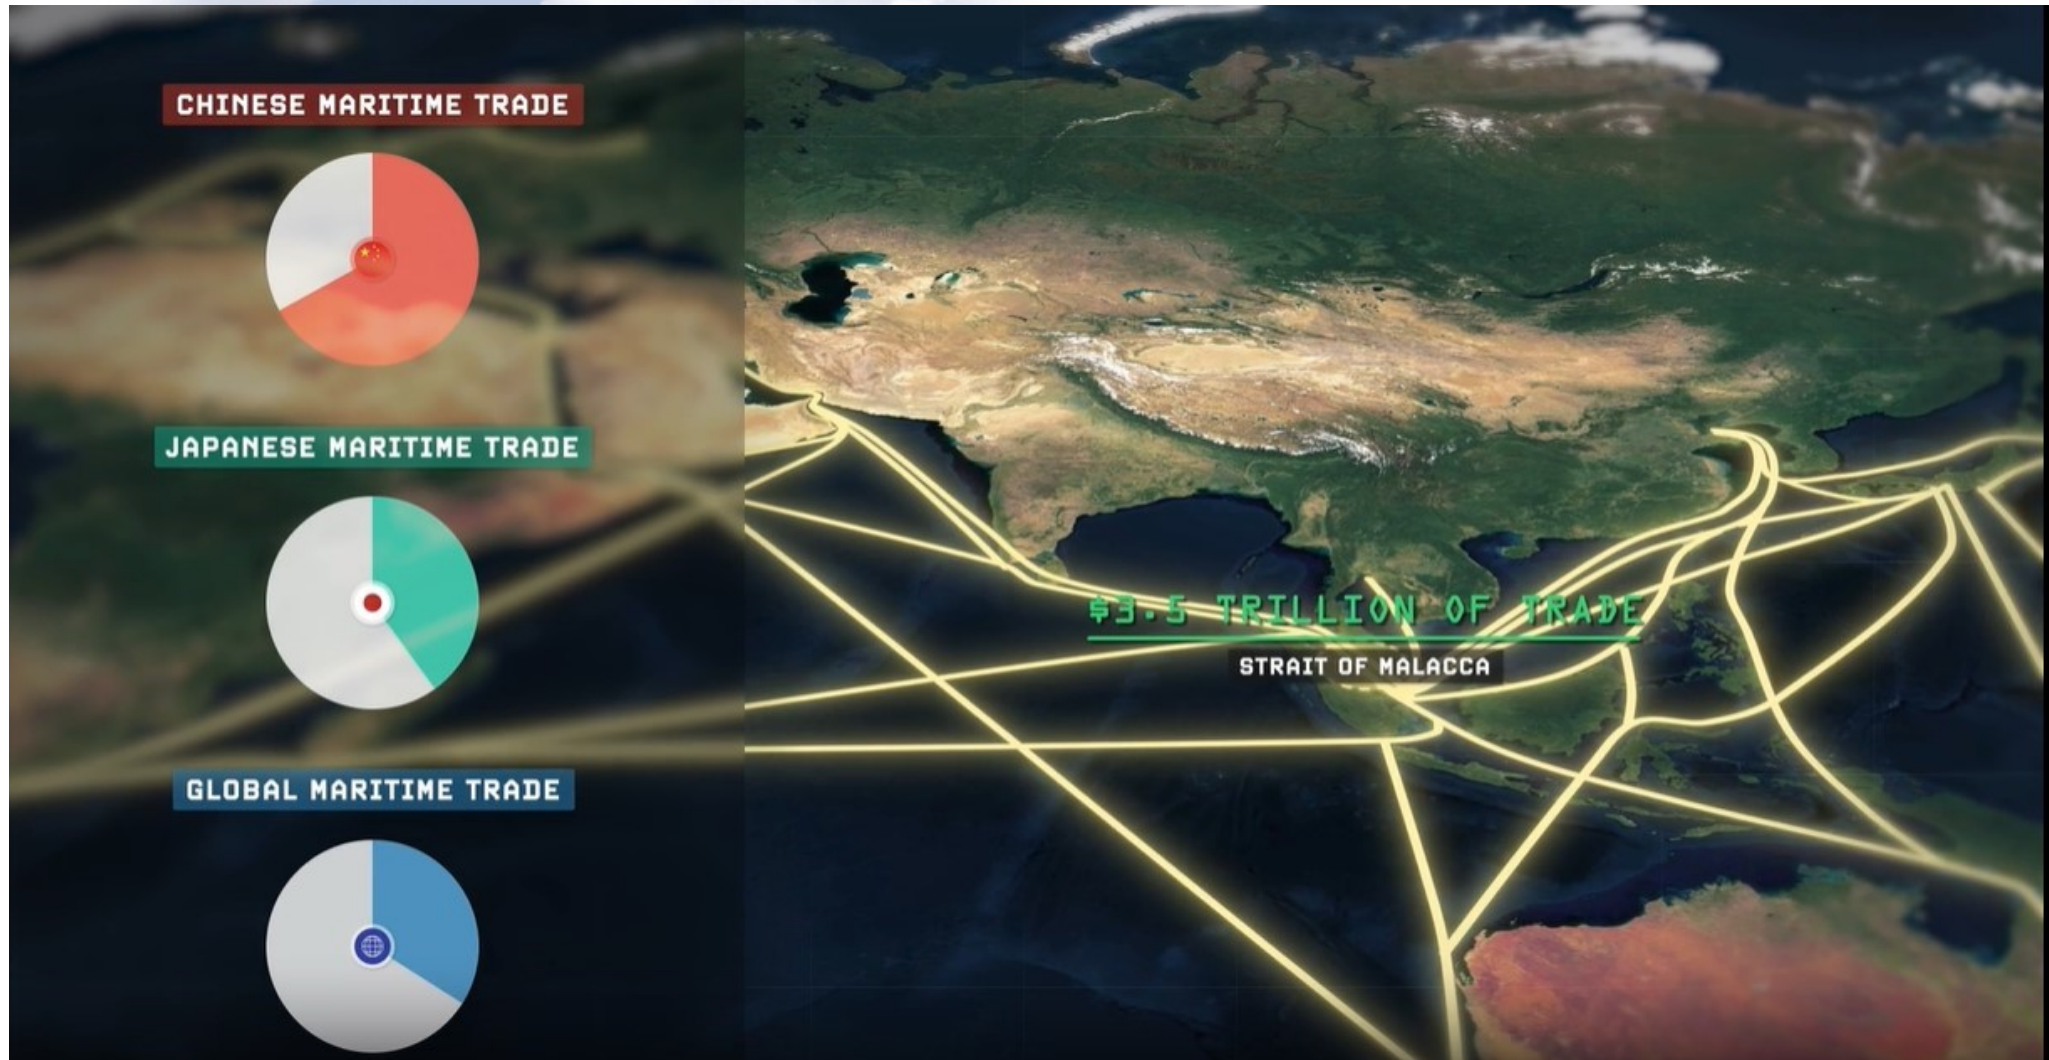 CHINESE MARITIME TRADE
JAPANESE MARITIME TRADE
GLOBAL MARITIME TRADE
$3.5 TRILLION OF TRADE
STRAIT OF MALACCA